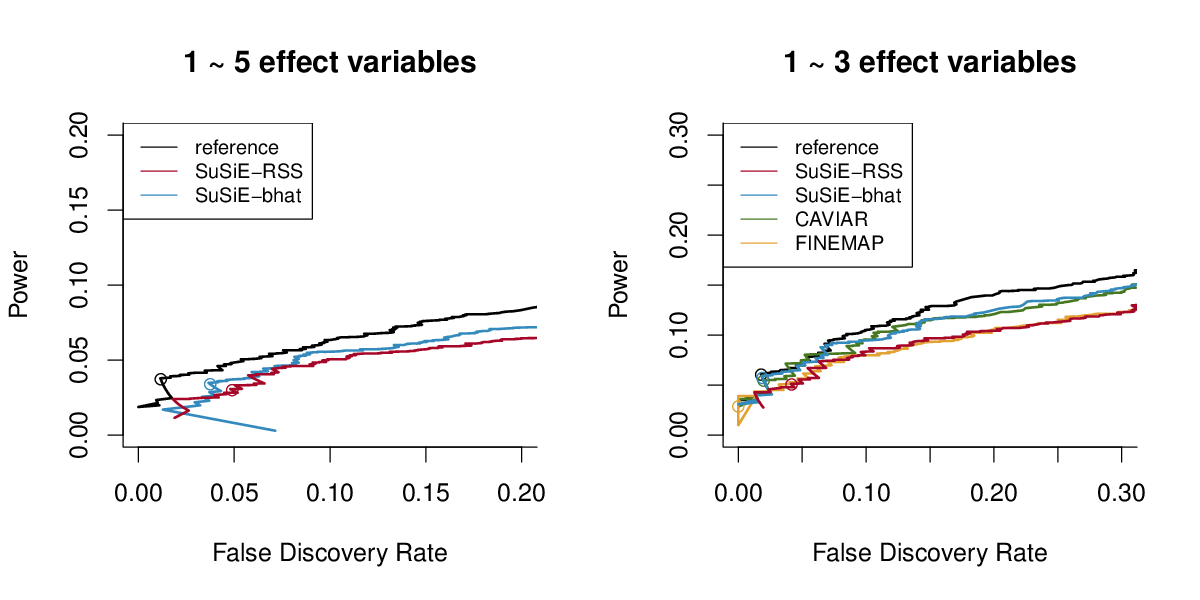 1 ~ 5 effect variables
Power
0.00
0.05
0.10
0.15
0.20
reference
SuSiE−RSS
SuSiE−bhat
0.00
0.05
0.10
0.15
0.20
False Discovery Rate
1 ~ 3 effect variables
Power
0.00
0.10
0.20
0.30
reference
SuSiE−RSS
SuSiE−bhat
CAVIAR
FINEMAP
0.00
0.10
0.20
0.30
False Discovery Rate